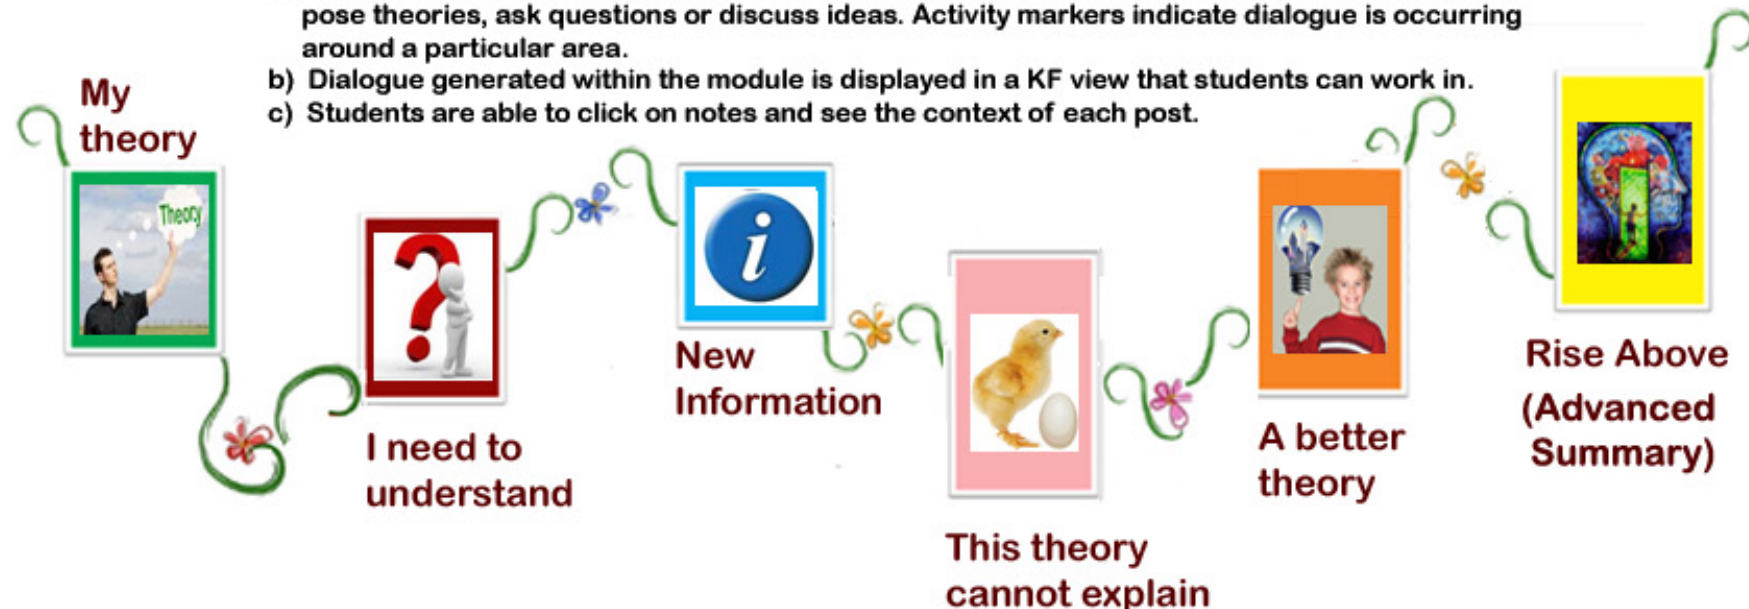 pose theories, ask questions or discuss ideas. Activity markers indicate dialogue is occurring
around a particular area.
b) Dialogue generated within the module is displayed in a KF view that students can work in.
c) Students are able to click on notes and see the context of each post.
My
theory
Theory
I need to
understand
i
New
Information
This theory
cannot explain
A better
theory
Rise Above
(Advanced
Summary)